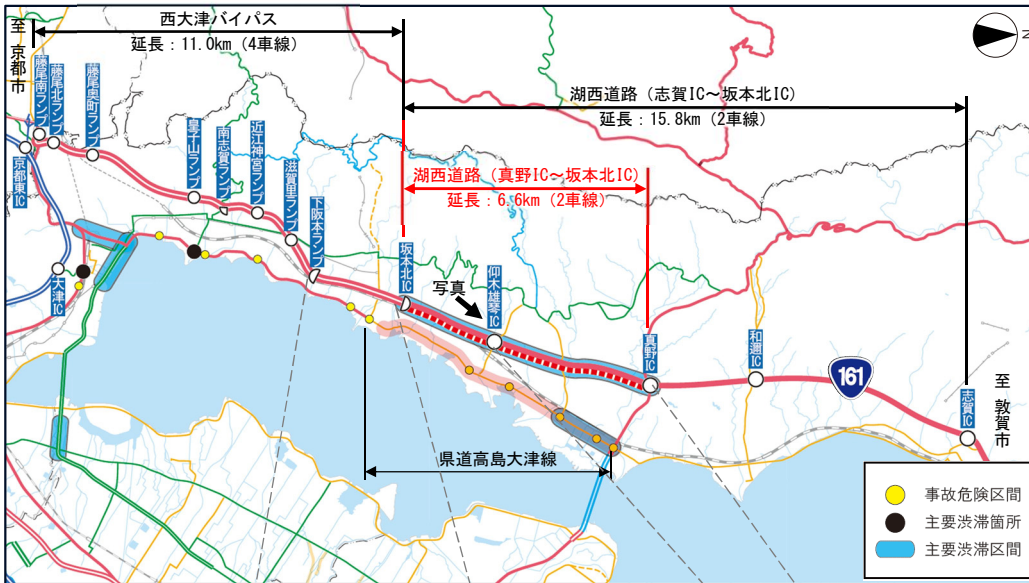 至 京都市
西大津バイパス
延長：11.0km（4車線）
N
湖西道路（志賀IC～坂本北IC）
延長：15.8km（2車線）
湖西道路（真野IC～坂本北IC）
延長：6.6km（2車線）
藤尾南ランプ
藤尾北ランプ
藤尾奥町ランプ
京都東IC
皇子山ランプ
南志賀ランプ
近江神宮ランプ
滋賀里ランプ
下阪本ランプ
大津IC
坂本北IC
写真
仰木雄琴IC
真野IC
和邇IC
161
志賀IC
至 敦賀市
県道高島大津線
事故危険区間
主要渋滞箇所
主要渋滞区間